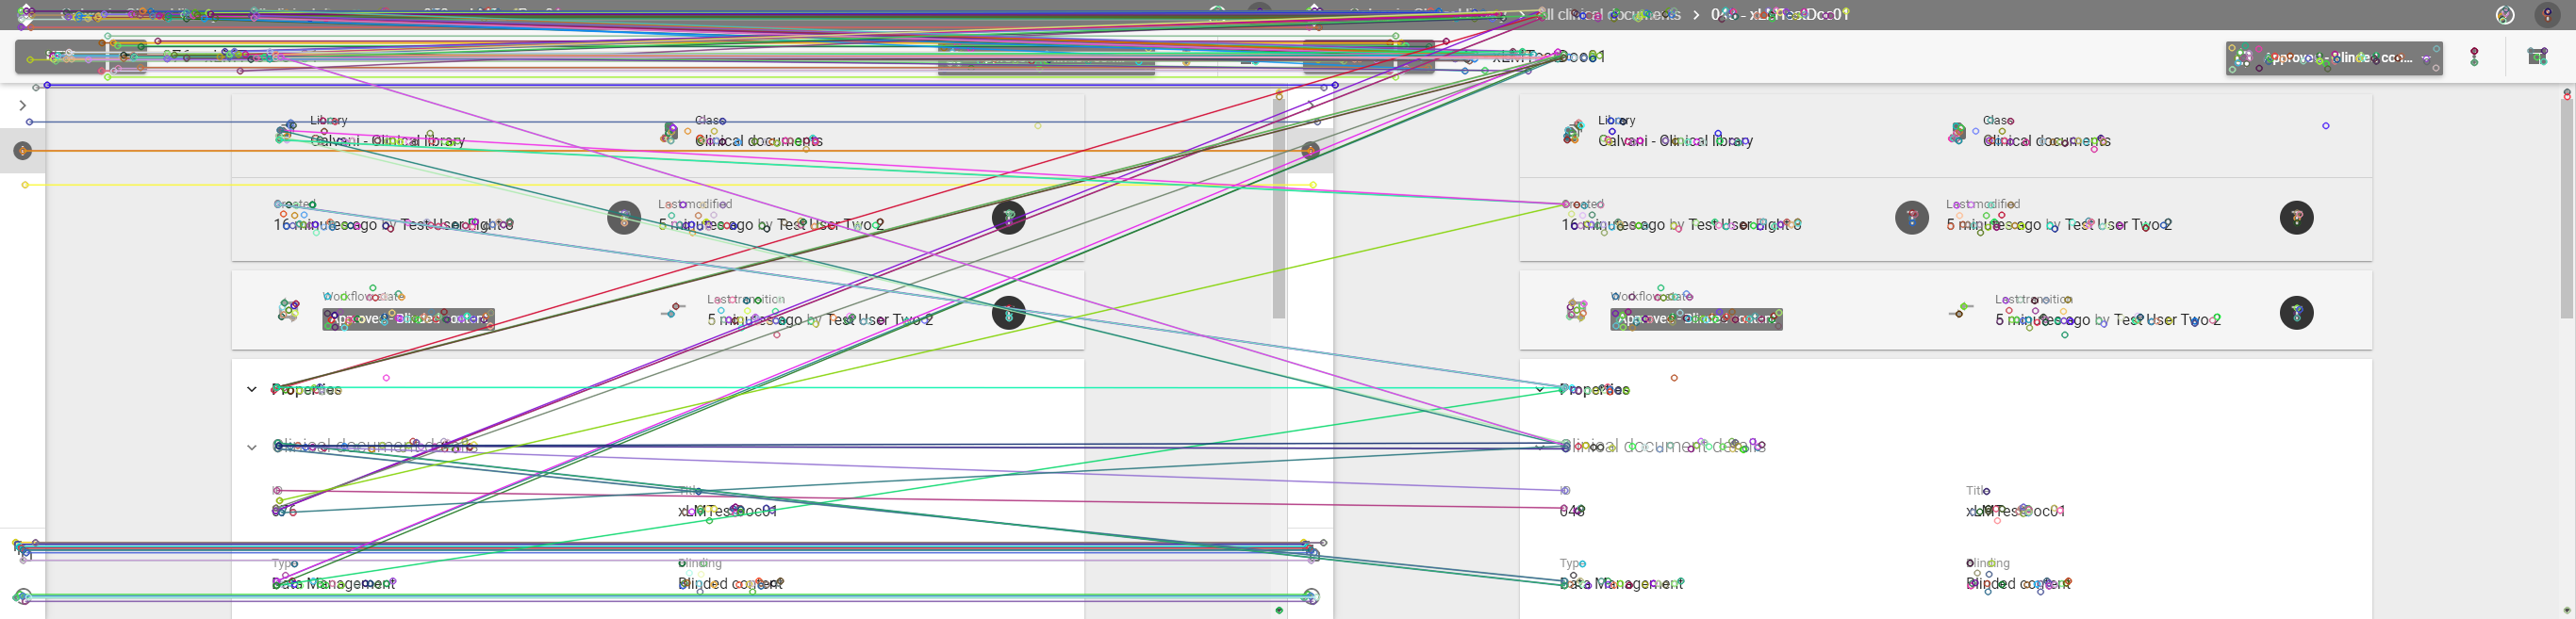 All clinical documents > 048 - xLMTestDoc01
xLMTestDoc01
Approved - Blinded con...
Library
Galvani - Clinical library
Class
Clinical documents
Library
Galvani - Clinical library
Class
Clinical documents
Created
16 minutes ago by Test User Eight 8
Last modified
5 minutes ago by Test User Two 2
Created
16 minutes ago by Test User Eight 8
Last modified
5 minutes ago by Test User Two 2
Workflow state
Approved - Blinded content
Last transition
5 minutes ago by Test User Two 2
Workflow state
Approved - Blinded content
Last transition
5 minutes ago by Test User Two 2
Properties
Properties
Clinical document details
Clinical document details
ID
076
Title
xLMTestDoc01
ID
048
Title
xLMTestDoc01
Type
Data Management
Blinding
Blinded content
Type
Data Management
Blinding
Blinded content